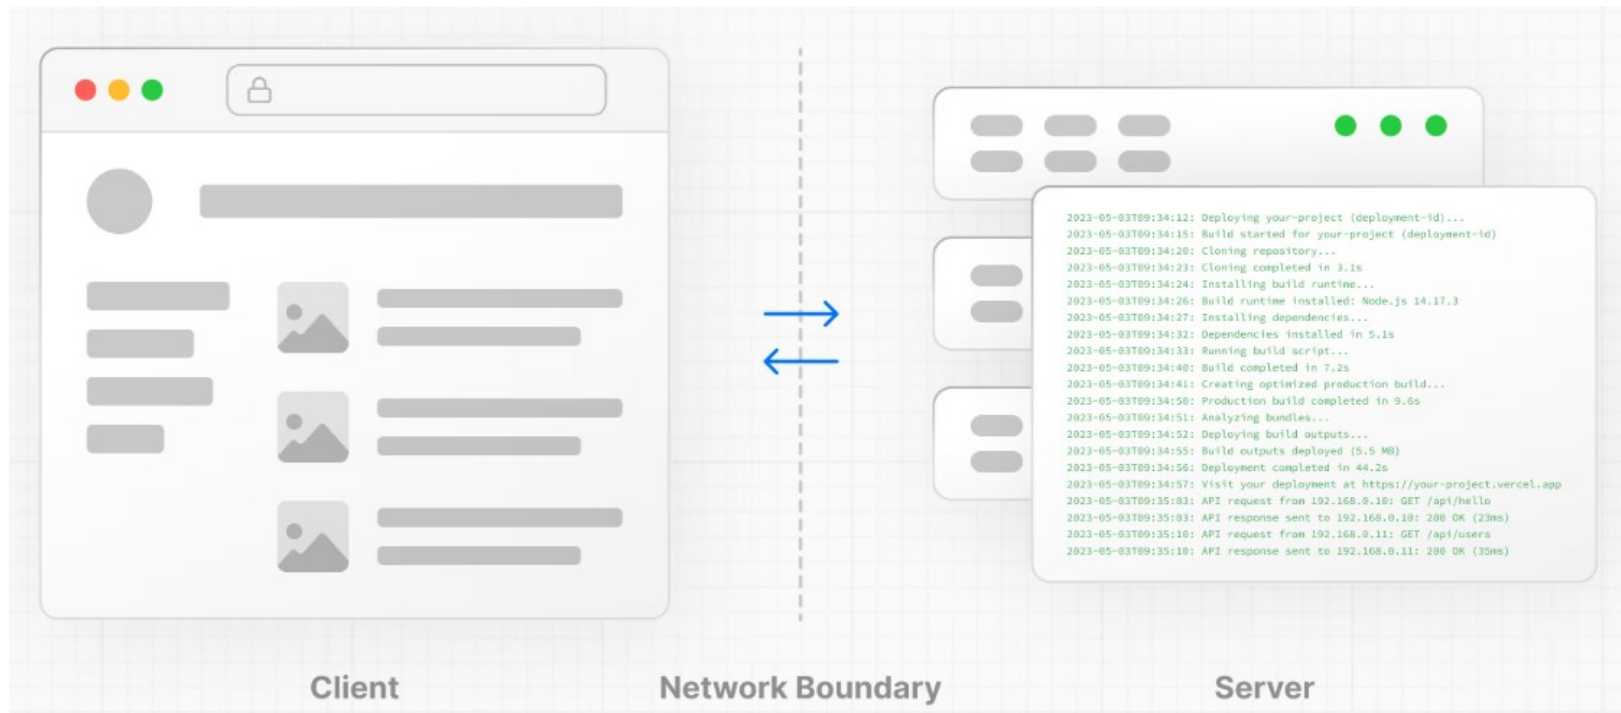 2023-05-03T09:34:12: Deploying your-project (deployment-id)...
2023-05-03T09:34:15: Build started for your-project (deployment-id)
2023-05-03T09:34:20: Cloning repository...
2023-05-03T09:34:23: Cloning completed in 3.1s
2023-05-03T09:34:24: Installing build runtime...
2023-05-03T09:34:26: Build runtime installed: Node.js 14.17.3
2023-05-03T09:34:27: Installing dependencies...
2023-05-03T09:34:32: Dependencies installed in 5.1s
2023-05-03T09:34:33: Running build script...
2023-05-03T09:34:40: Build completed in 7.2s
2023-05-03T09:34:41: Creating optimized production build...
2023-05-03T09:34:50: Production build completed in 9.6s
2023-05-03T09:34:51: Analyzing bundles...
2023-05-03T09:34:52: Deploying build outputs...
2023-05-03T09:34:55: Build outputs deployed (5.5 MB)
2023-05-03T09:34:56: Deployment completed in 44.2s
2023-05-03T09:34:57: Visit your deployment at https://your-project.vercel.app
2023-05-03T09:35:03: API request from 192.168.0.10: GET /api/hello
2023-05-03T09:35:03: API response sent to 192.168.0.10: 200 OK (23ms)
2023-05-03T09:35:10: API request from 192.168.0.11: GET /api/users
2023-05-03T09:35:10: API response sent to 192.168.0.11: 200 OK (35ms)
Client
Network Boundary
Server